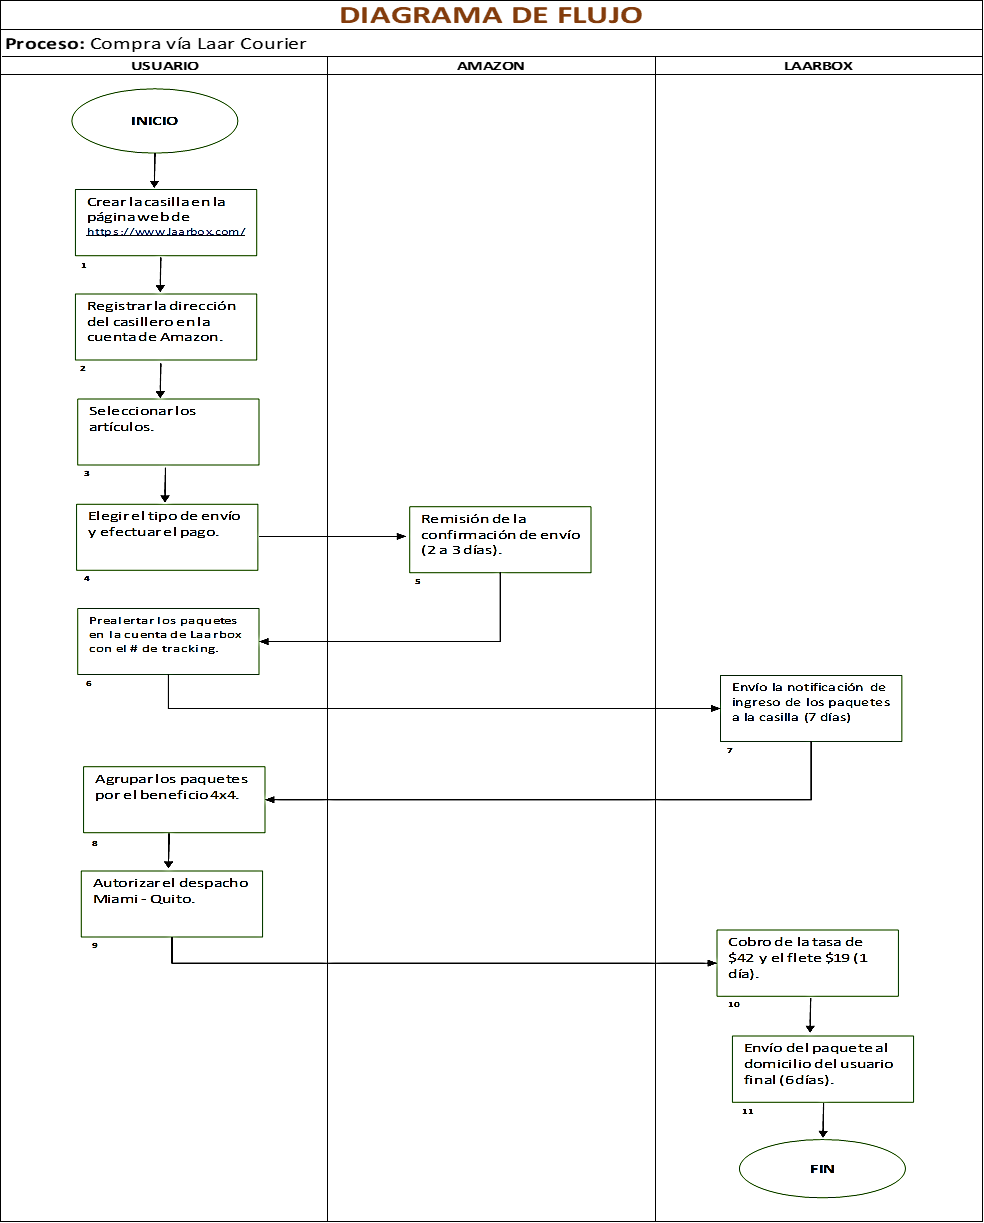 DIAGRAMA DE FLUJO
Proceso: Compra vía Laar Courier
USUARIO
AMAZON
LAARBOX
INICIO
Crear la casilla en la
página web de
https://www.laarbox.com/
1
Registrar la dirección
del casillero en la
cuenta de Amazon.
2
Seleccionar los
artículos.
3
Elegir el tipo de envío
y efectuar el pago.
4
Remisión de la
confirmación de envío
(2 a 3 días).
5
Prealertar los paquetes
en la cuenta de Laarbox
con el # de tracking.
6
Envío la notificación de
ingreso de los paquetes
a la casilla (7 días)
7
Agrupar los paquetes
por el beneficio 4x4.
8
Autorizar el despacho
Miami - Quito.
9
Cobro de la tasa de
$42 y el flete $19 (1
día).
10
Envío del paquete al
domicilio del usuario
final (6 días).
11
FIN